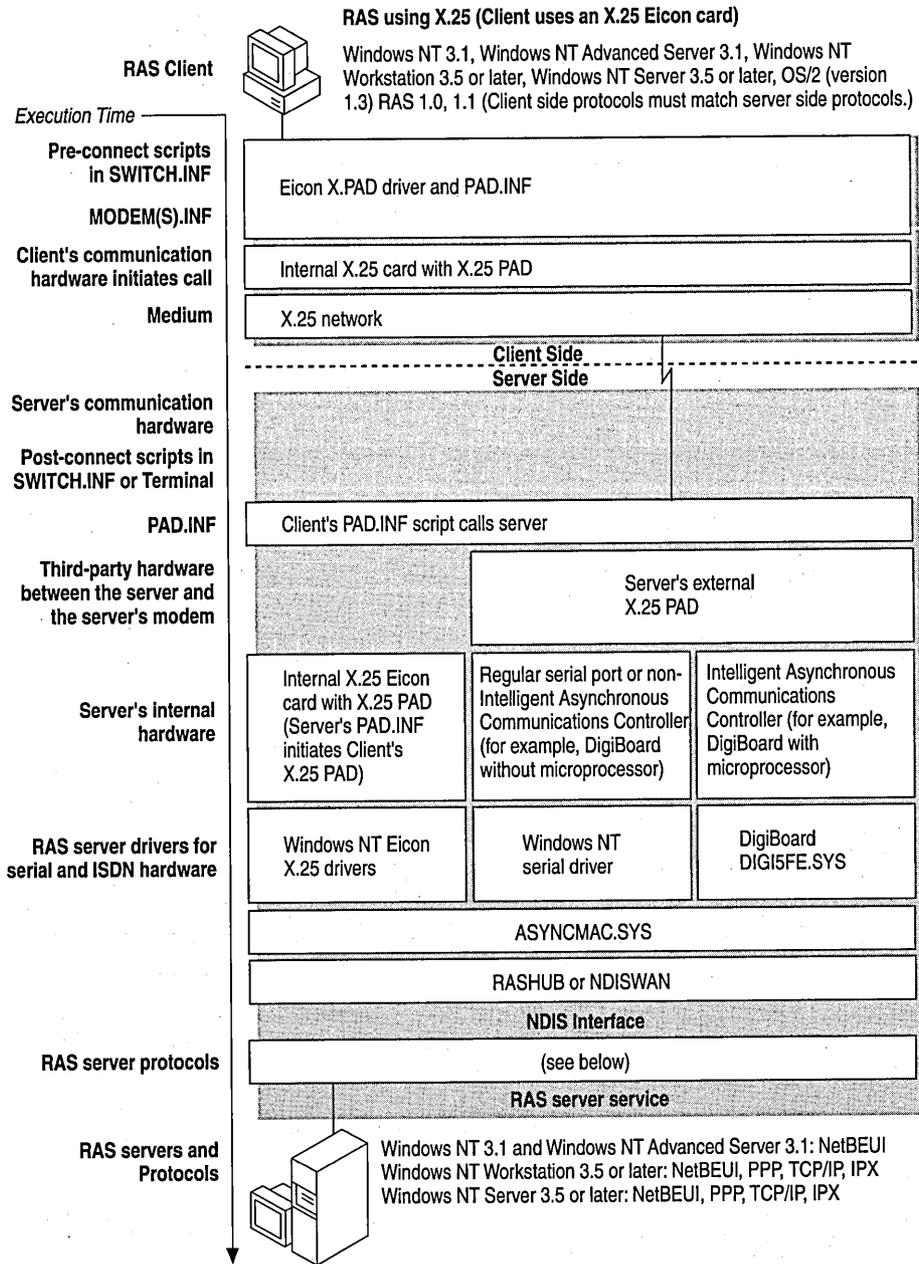 RAS using X.25 (Client uses an X.25 Eicon card)
RAS Client
Windows NT 3.1, Windows NT Advanced Server 3.1, Windows NT
Workstation 3.5 or later, Windows NT Server 3.5 or later, OS/2 (version
1.3) RAS 1.0, 1.1 (Client side protocols must match server side protocols.)
Execution Time
Pre-connect scripts
in SWITCH.INF
MODEM(S).INF
Eicon X.PAD driver and PAD.INF
Client's communication
hardware initiates call
Internal X.25 card with X.25 PAD
Medium
X.25 network
Client Side
Server Side
Server's communication
hardware
Post-connect scripts in
SWITCH.INF or Terminal
PAD.INF
Client's PAD.INF script calls server
Third-party hardware
between the server and
the server's modem
Server's external
X.25 PAD
Server's internal
hardware
Internal X.25 Eicon
card with X.25 PAD
(Server's PAD.INF
initiates Client's
X.25 PAD)
Regular serial port or non-
Intelligent Asynchronous
Communications Controller
(for example, DigiBoard
without microprocessor)
Intelligent Asynchronous
Communications
Controller (for example,
DigiBoard with
microprocessor)
RAS server drivers for
serial and ISDN hardware
Windows NT Eicon
X.25 drivers
Windows NT
serial driver
DigiBoard
DIGI5FE.SYS
ASYNCMAC.SYS
RASHUB or NDISWAN
NDIS Interface
RAS server protocols
(see below)
RAS server service
RAS servers and
Protocols
Windows NT 3.1 and Windows NT Advanced Server 3.1: NetBEUI
Windows NT Workstation 3.5 or later: NetBEUI, PPP, TCP/IP, IPX
Windows NT Server 3.5 or later: NetBEUI, PPP, TCP/IP, IPX